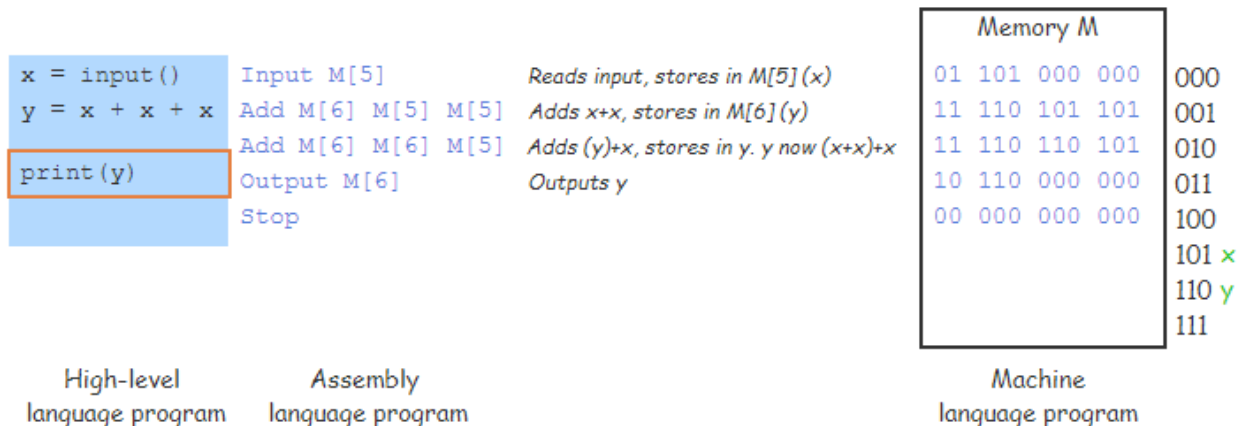 Memory M
x = input() Input M[5] Reads input, stores in M[5] (x) 01 101 000 000 000
y = x + x + x Add M[6] M[5] M[5] Adds x+x, stores in M[6] (y) 11 110 101 101 001
Add M[6] M[6] M[5] Adds (y)+x, stores in y. y now (x+x)+x 11 110 110 101 010
print(y) Output M[6] Outputs y 10 110 000 000 011
Stop 00 000 000 000 100
101 x
110 y
111
High-level Assembly Machine
language program language program language program